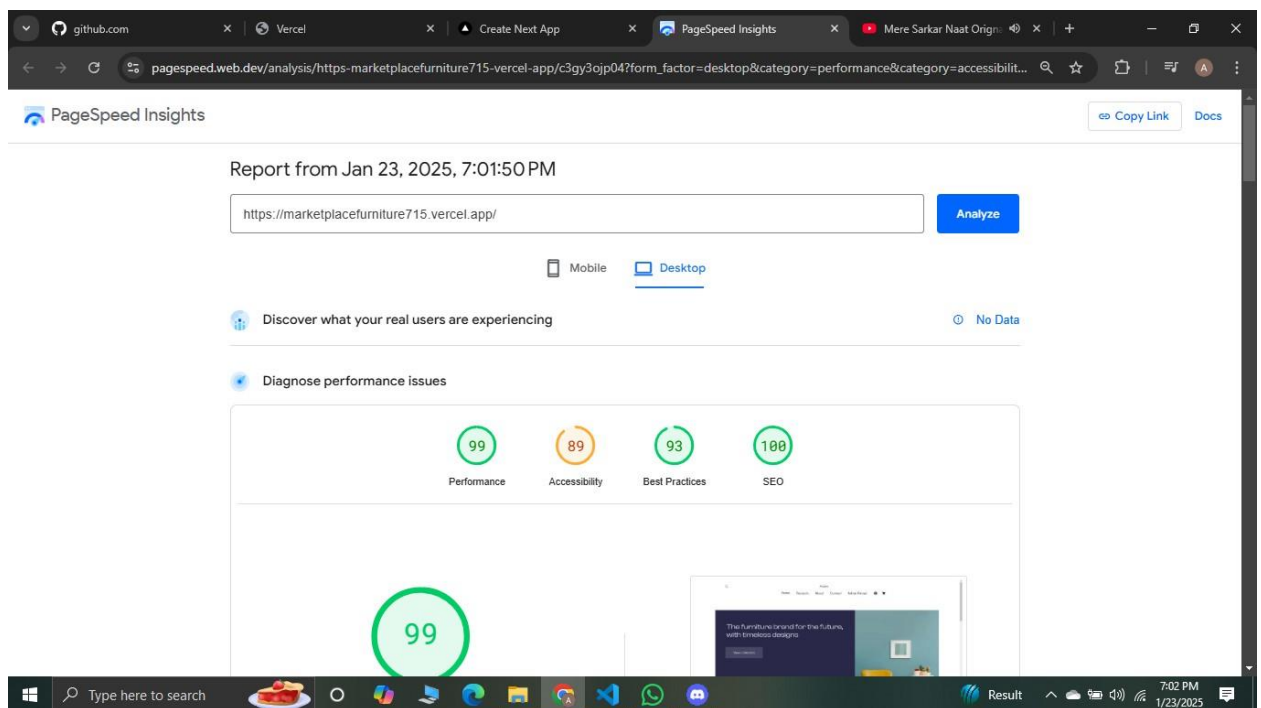 github.com
Vercel
Create Next App
PageSpeed Insights
Mere Sarkar Naat Orign
pagespeed.web.dev/analysis/https-marketplacefurniture715-vercel-app/c3gy3ojp04?form_factor=desktop&category=performance&category=accessibilit...
A
PageSpeed Insights
Copy Link
Docs
Report from Jan 23, 2025, 7:01:50 PM
https://marketplacefurniture715.vercel.app/
Analyze
Mobile
Desktop
Discover what your real users are experiencing
No Data
Diagnose performance issues
99
89
93
100
Performance
Accessibility
Best Practices
SEO
99
The furniture brand for the future,
with timeless designs
Type here to search
Result
7:02 PM
1/23/2025